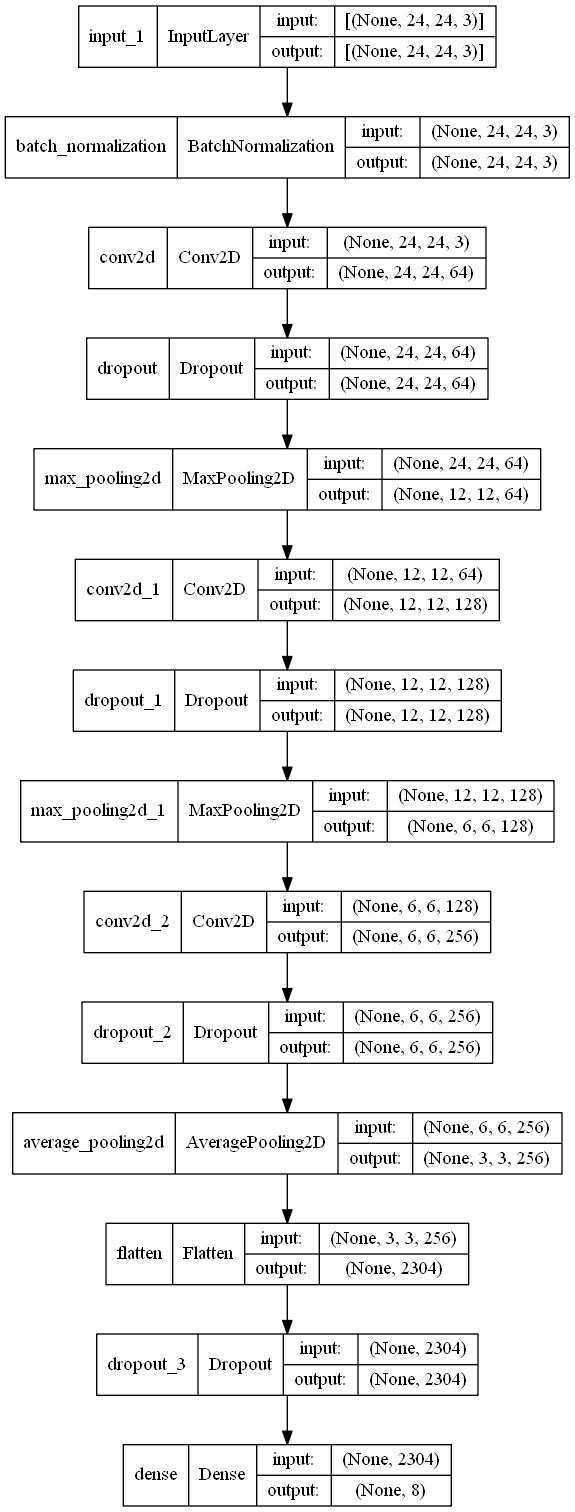 input_1 InputLayer input: [(None, 24, 24, 3)]
output: [(None, 24, 24, 3)]
batch_normalization BatchNormalization input: (None, 24, 24, 3)
output: (None, 24, 24, 3)
conv2d Conv2D input: (None, 24, 24, 3)
output: (None, 24, 24, 64)
dropout Dropout input: (None, 24, 24, 64)
output: (None, 24, 24, 64)
max_pooling2d MaxPooling2D input: (None, 24, 24, 64)
output: (None, 12, 12, 64)
conv2d_1 Conv2D input: (None, 12, 12, 64)
output: (None, 12, 12, 128)
dropout_1 Dropout input: (None, 12, 12, 128)
output: (None, 12, 12, 128)
max_pooling2d_1 MaxPooling2D input: (None, 12, 12, 128)
output: (None, 6, 6, 128)
conv2d_2 Conv2D input: (None, 6, 6, 128)
output: (None, 6, 6, 256)
dropout_2 Dropout input: (None, 6, 6, 256)
output: (None, 6, 6, 256)
average_pooling2d AveragePooling2D input: (None, 6, 6, 256)
output: (None, 3, 3, 256)
flatten Flatten input: (None, 3, 3, 256)
output: (None, 2304)
dropout_3 Dropout input: (None, 2304)
output: (None, 2304)
dense Dense input: (None, 2304)
output: (None, 8)